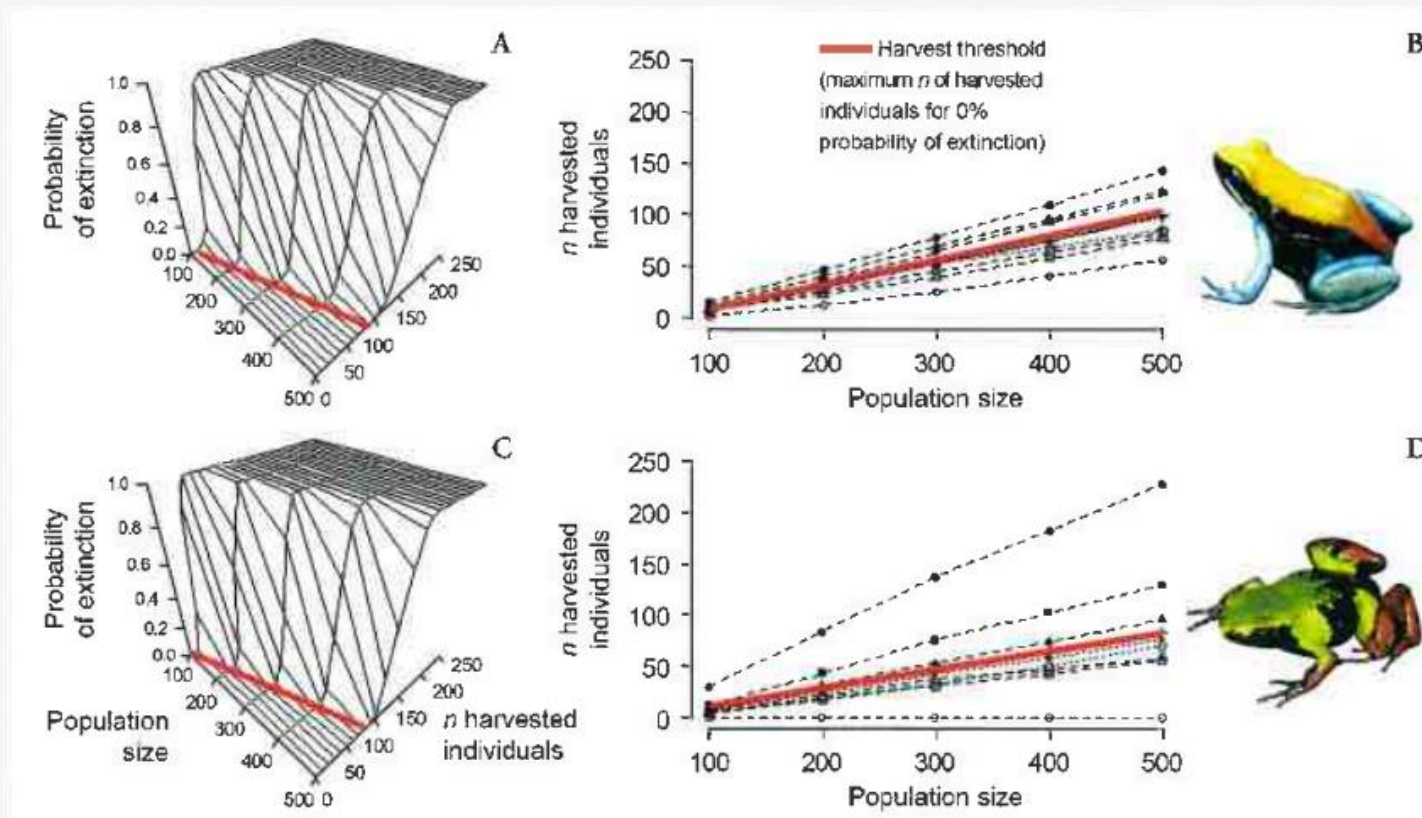 A
Probability
of extinction
1.0
0.8
0.6
0.4
0.2
0.0
100
200
300
400
500
0
50
100
150
200
250
B
n harvested
individuals
250
200
150
100
50
0
Harvest threshold
(maximum n of harvested
individuals for 0%
probability of extinction)
100 200 300 400 500
Population size
C
Probability
of extinction
1.0
0.8
0.6
0.4
0.2
0.0
100
200
300
400
500
0
50
100
150
200
250
Population
size
n harvested
individuals
D
n harvested
individuals
250
200
150
100
50
0
100 200 300 400 500
Population size